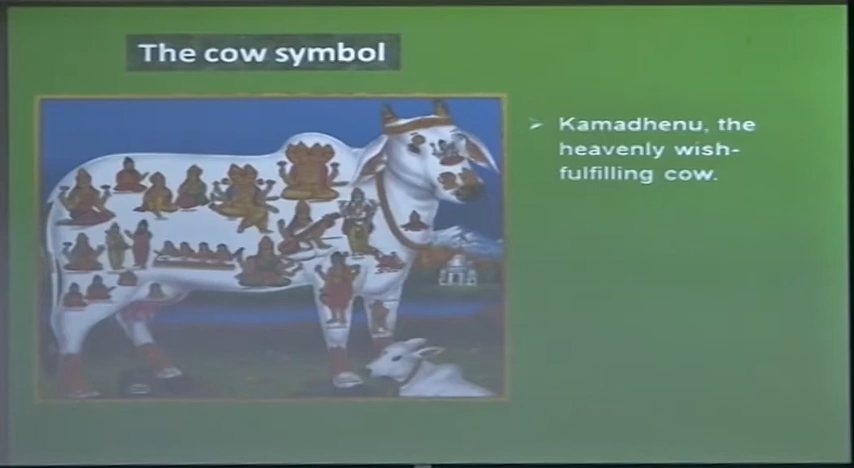 The cow symbol
Kamadhenu, the
heavenly wish-
fulfilling cow.